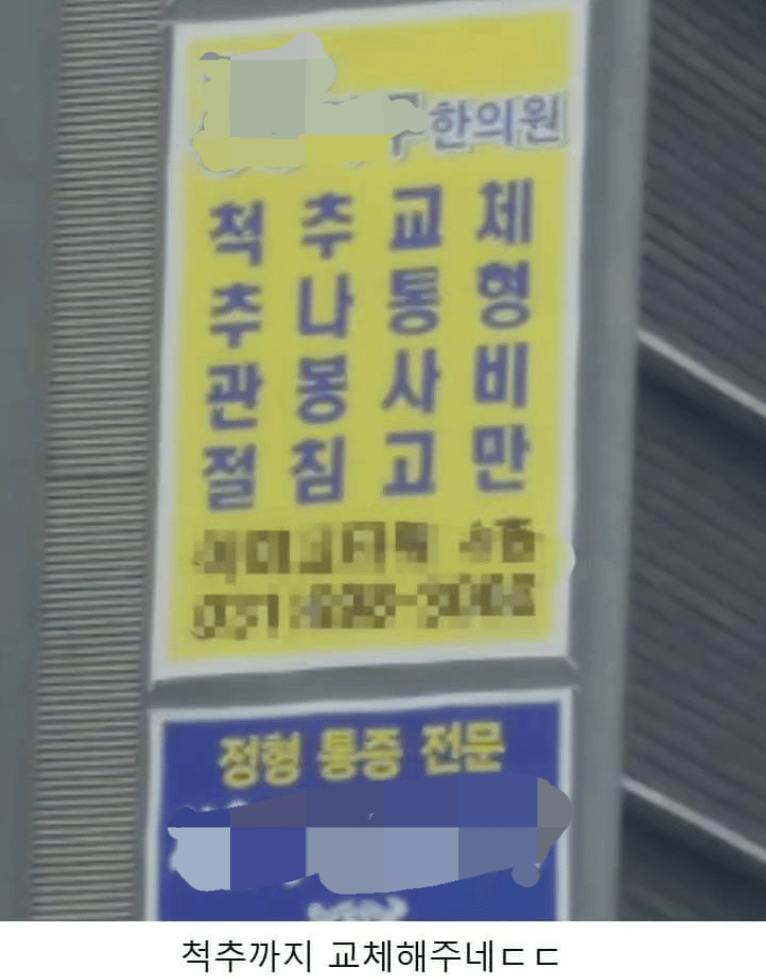 한의원
척추교체
추나통형
관봉사비
절침고만
정형 통증 전문
척추까지 교체해주네ㄷㄷ